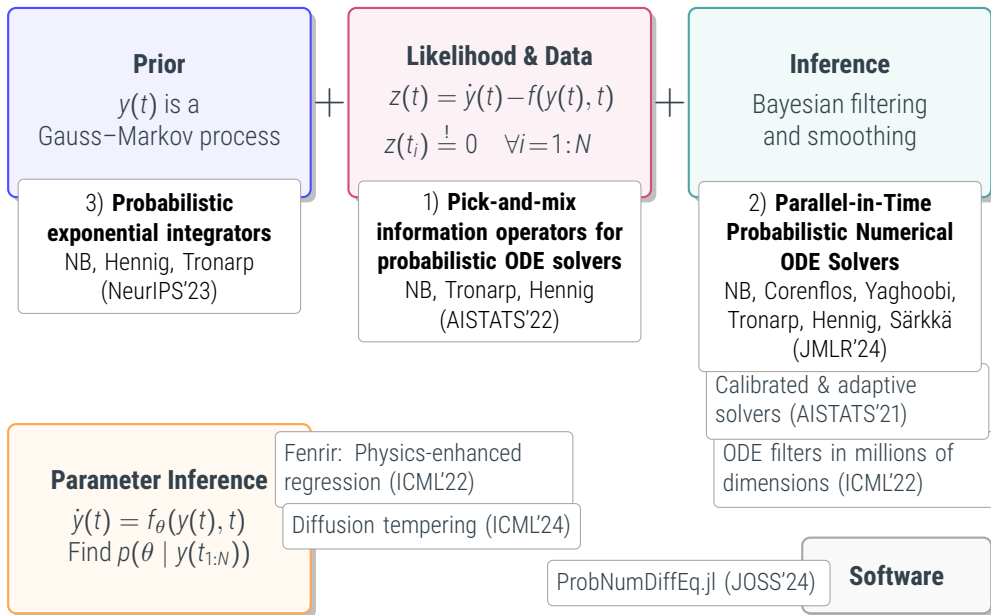 Prior
y(t) is a
Gauss–Markov process
+
Likelihood & Data
z(t) = ẏ(t) − f(y(t), t)
z(t_i) =! 0 ∀i = 1 : N
+
Inference
Bayesian filtering
and smoothing
3) Probabilistic
exponential integrators
NB, Hennig, Tronarp
(NeurIPS'23)
1) Pick-and-mix
information operators for
probabilistic ODE solvers
NB, Tronarp, Hennig
(AISTATS'22)
2) Parallel-in-Time
Probabilistic Numerical
ODE Solvers
NB, Corenflos, Yaghoobi,
Tronarp, Hennig, Särkkä
(JMLR'24)
Calibrated & adaptive
solvers (AISTATS'21)
ODE filters in millions of
dimensions (ICML'22)
Parameter Inference
ẏ(t) = f_θ(y(t), t)
Find p(θ | y(t_{1:N}))
Fenrir: Physics-enhanced
regression (ICML'22)
Diffusion tempering (ICML'24)
ProbNumDiffEq.jl (JOSS'24)
Software